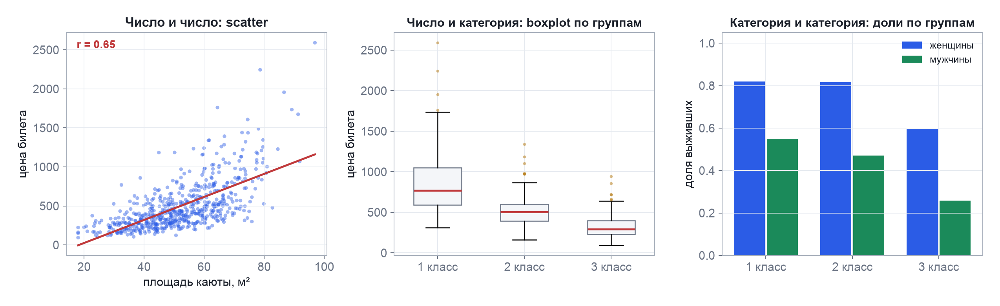 Число и число: scatter
r = 0.65
2500
2000
1500
1000
500
0
20
40
60
80
100
цена билета
площадь каюты, м²
Число и категория: boxplot по группам
2500
2000
1500
1000
500
0
1 класс
2 класс
3 класс
цена билета
Категория и категория: доли по группам
женщины
мужчины
1.0
0.8
0.6
0.4
0.2
0.0
1 класс
2 класс
3 класс
доля выживших